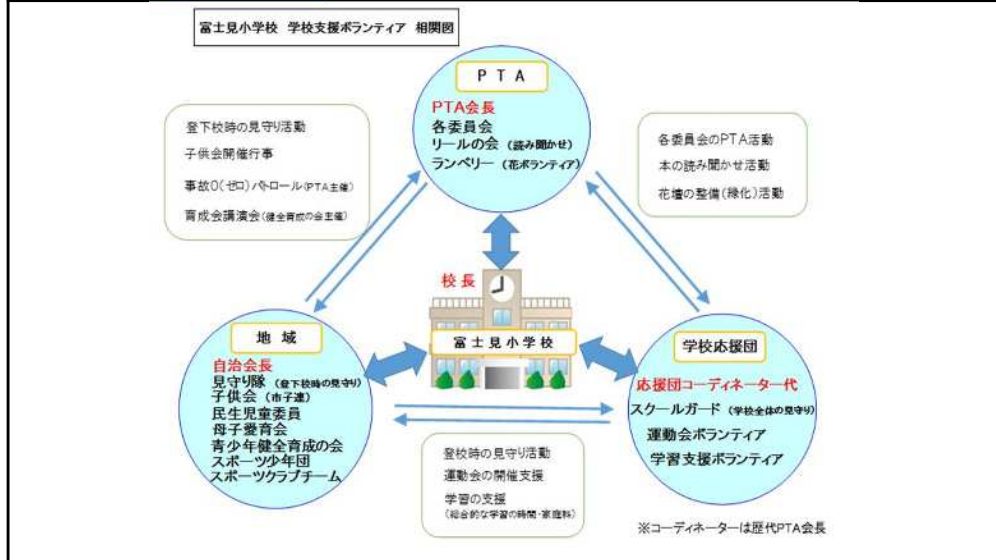 富士見小学校 学校支援ボランティア 相関図
PTA
PTA会長
各委員会
リールの会(読み聞かせ)
ランベリー(花ボランティア)
登下校時の見守り活動
子供会開催行事
事故0(ゼロ)パトロール(PTA主催)
育成会講演会(健全育成の会主催)
各委員会のPTA活動
本の読み聞かせ活動
花壇の整備(緑化)活動
校長
富士見小学校
地域
自治会長
見守り隊(登下校時の見守り)
子供会(市子連)
民生児童委員
母子愛育会
青少年健全育成の会
スポーツ少年団
スポーツクラブチーム
学校応援団
応援団コーディネーター代
スクールガード(学校全体の見守り)
運動会ボランティア
学習支援ボランティア
登校時の見守り活動
運動会の開催支援
学習の支援
(総合的な学習の時間・家庭科)
※コーディネーターは歴代PTA会長